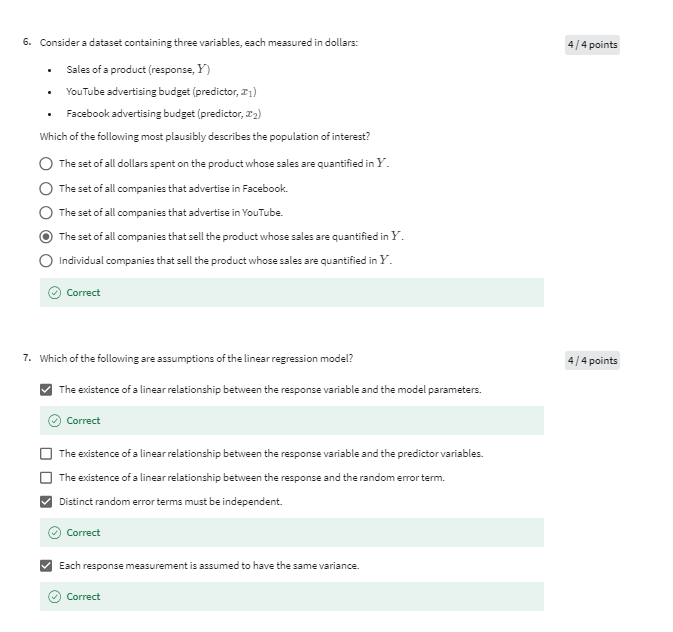 6. Consider a dataset containing three variables, each measured in dollars:
4 / 4 points
• Sales of a product (response, Y)
• YouTube advertising budget (predictor, x₁)
• Facebook advertising budget (predictor, x₂)
Which of the following most plausibly describes the population of interest?
The set of all dollars spent on the product whose sales are quantified in Y.
The set of all companies that advertise in Facebook.
The set of all companies that advertise in YouTube.
The set of all companies that sell the product whose sales are quantified in Y.
Individual companies that sell the product whose sales are quantified in Y.
Correct
7. Which of the following are assumptions of the linear regression model?
4 / 4 points
The existence of a linear relationship between the response variable and the model parameters.
Correct
The existence of a linear relationship between the response variable and the predictor variables.
The existence of a linear relationship between the response and the random error term.
Distinct random error terms must be independent.
Correct
Each response measurement is assumed to have the same variance.
Correct